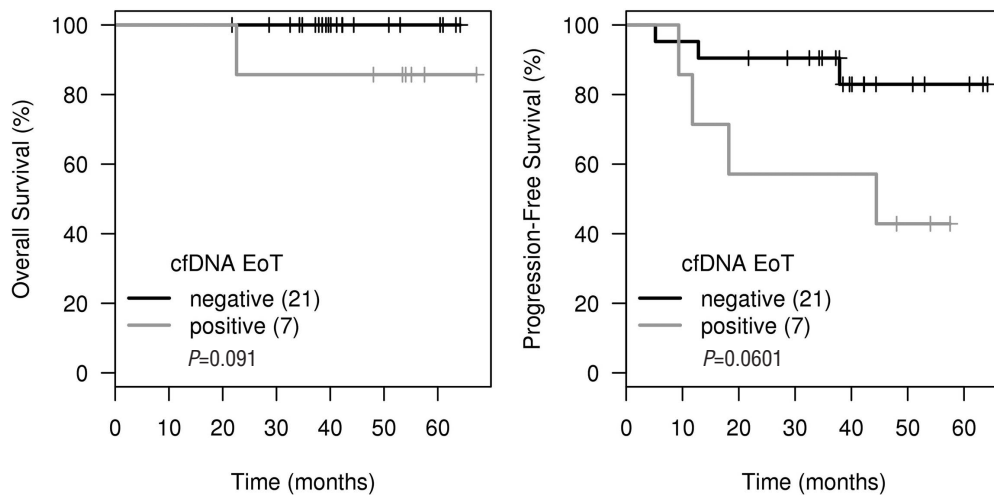 Overall Survival (%)
100
80
60
40
20
0
cfDNA EoT
negative (21)
positive (7)
P=0.091
0 10 20 30 40 50 60
Time (months)
Progression-Free Survival (%)
100
80
60
40
20
0
cfDNA EoT
negative (21)
positive (7)
P=0.0601
0 10 20 30 40 50 60
Time (months)